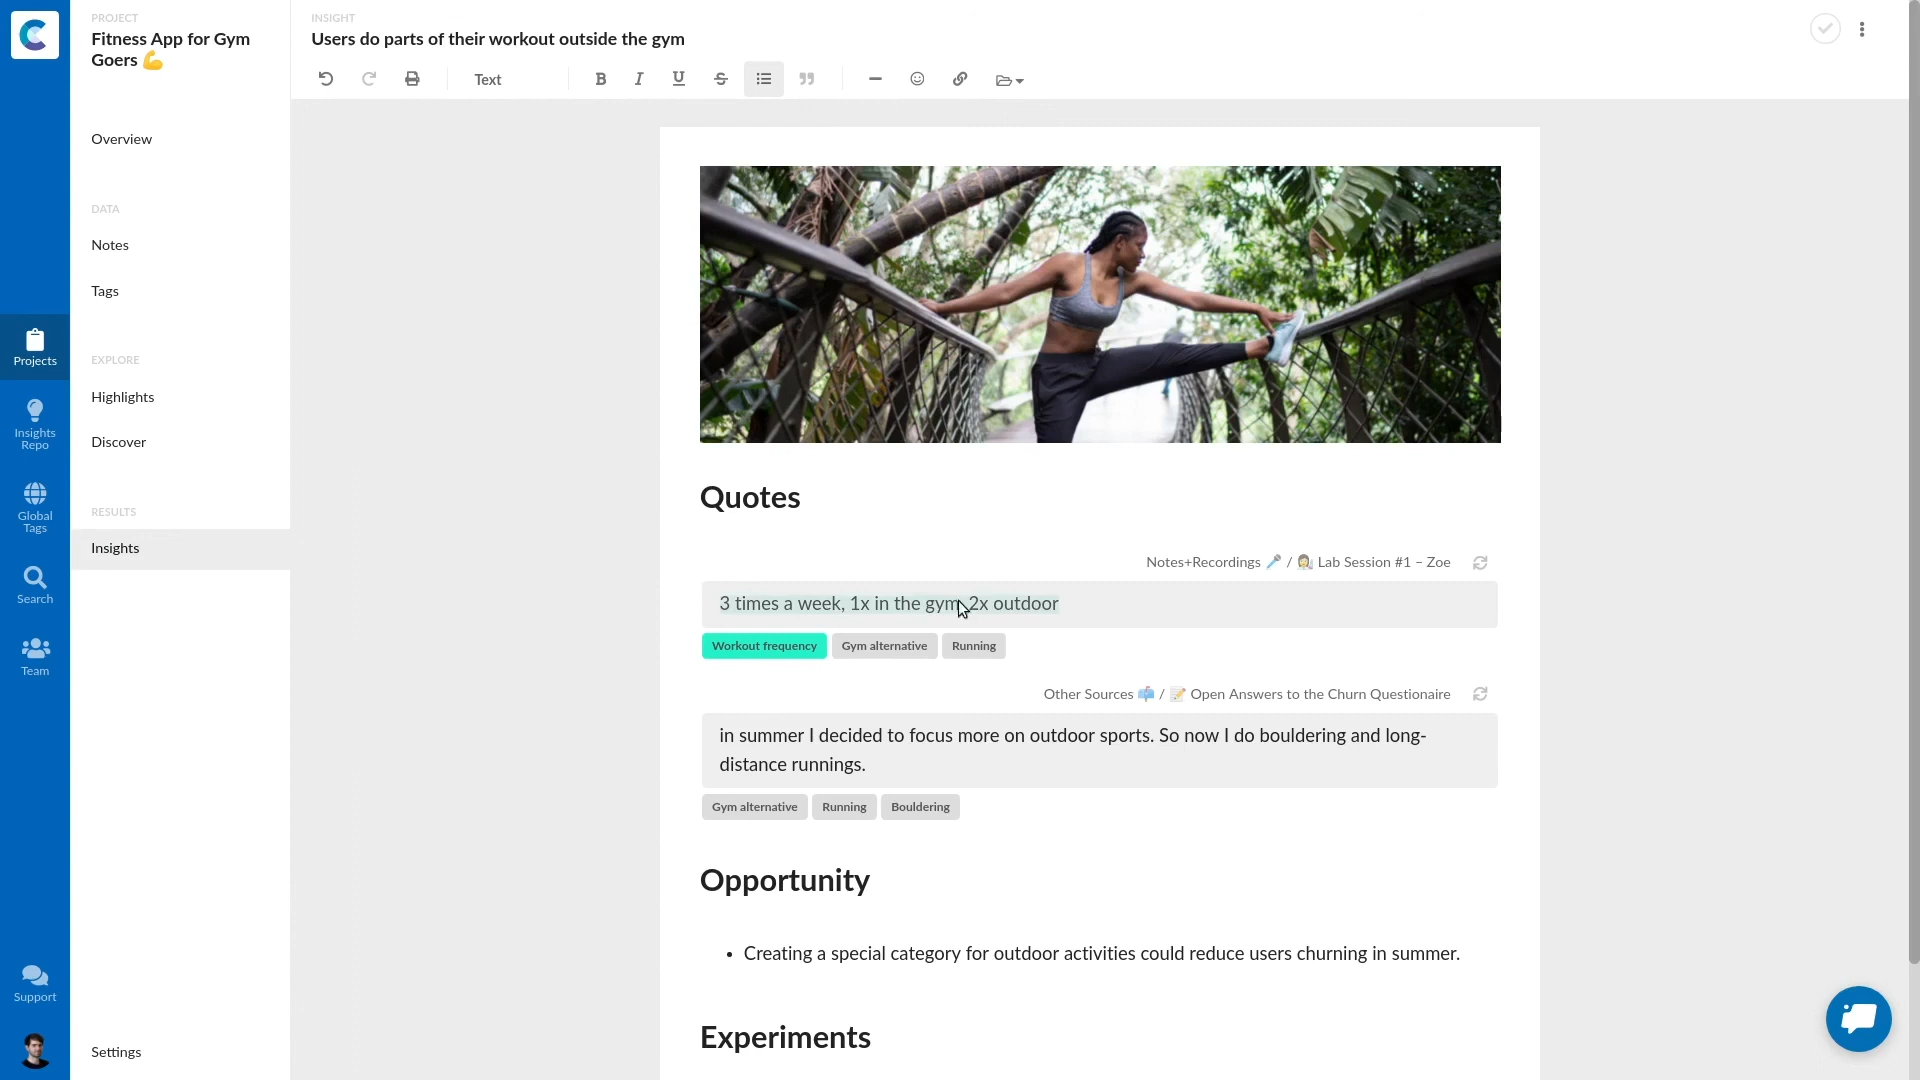 PROJECT
Fitness App for Gym
Goers 💪
Overview
DATA
Notes
Tags
EXPLORE
Highlights
Discover
RESULTS
Insights
Settings
Projects
Insights
Repo
Global
Tags
Search
Team
Support
INSIGHT
Users do parts of their workout outside the gym
Text
B I U S
Quotes
Notes+Recordings 🎤 / 👩‍🔬 Lab Session #1 – Zoe
3 times a week, 1x in the gym, 2x outdoor
Workout frequency Gym alternative Running
Other Sources 📫 / 📝 Open Answers to the Churn Questionaire
in summer I decided to focus more on outdoor sports. So now I do bouldering and long-
distance runnings.
Gym alternative Running Bouldering
Opportunity
• Creating a special category for outdoor activities could reduce users churning in summer.
Experiments